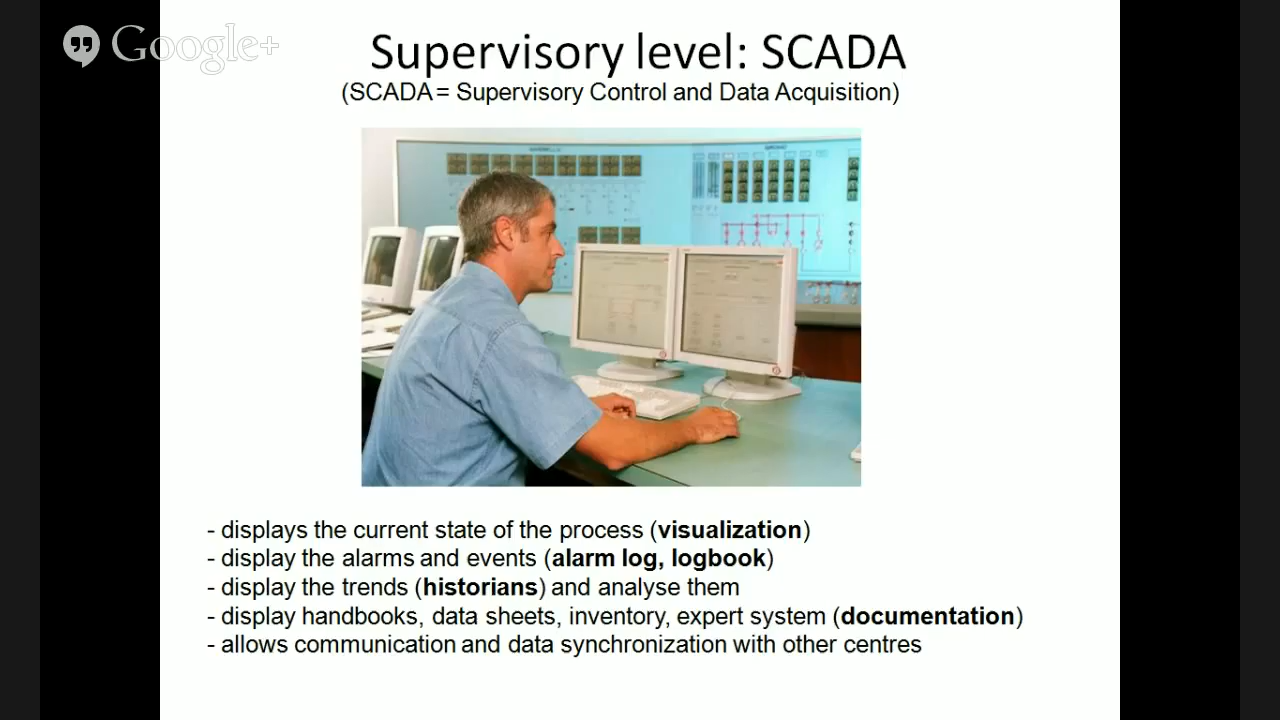 Google+
Supervisory level: SCADA
(SCADA = Supervisory Control and Data Acquisition)
- displays the current state of the process (visualization)
- display the alarms and events (alarm log, logbook)
- display the trends (historians) and analyse them
- display handbooks, data sheets, inventory, expert system (documentation)
- allows communication and data synchronization with other centres